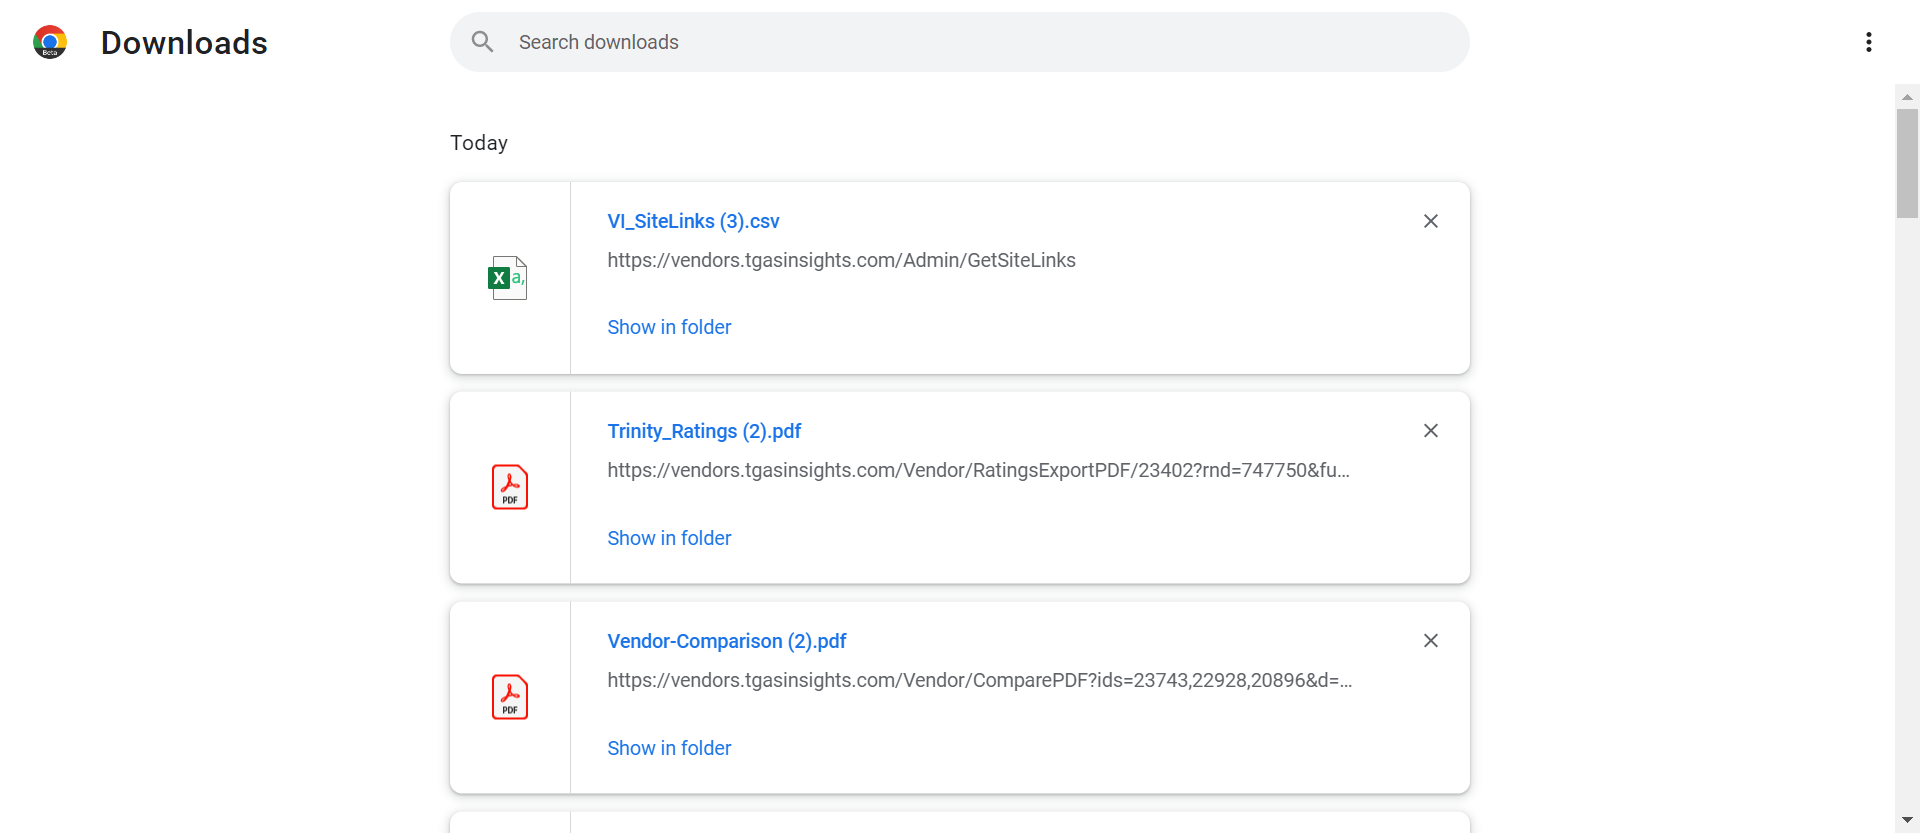 Beta
Downloads
Search downloads
Today
X a,
VI_SiteLinks (3).csv
https://vendors.tgasinsights.com/Admin/GetSiteLinks
Show in folder
PDF
Trinity_Ratings (2).pdf
https://vendors.tgasinsights.com/Vendor/RatingsExportPDF/23402?rnd=747750&fu...
Show in folder
PDF
Vendor-Comparison (2).pdf
https://vendors.tgasinsights.com/Vendor/ComparePDF?ids=23743,22928,20896&d=...
Show in folder